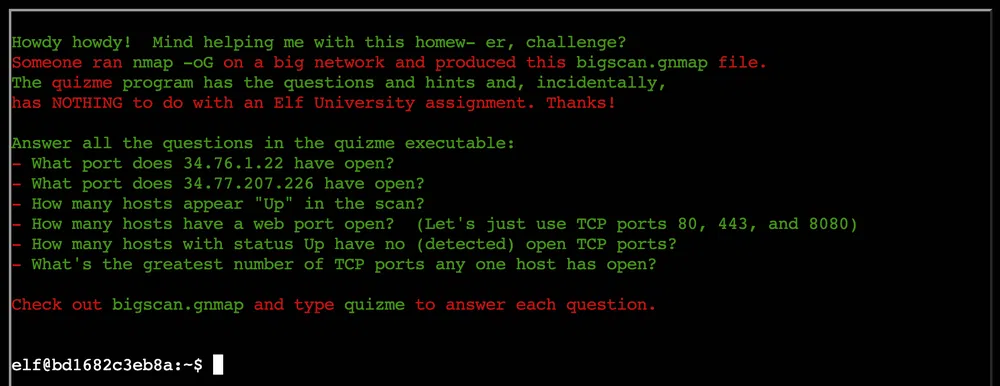 Howdy howdy!  Mind helping me with this homew- er, challenge?
Someone ran nmap -oG on a big network and produced this bigscan.gnmap file.
The quizme program has the questions and hints and, incidentally,
has NOTHING to do with an Elf University assignment. Thanks!
Answer all the questions in the quizme executable:
- What port does 34.76.1.22 have open?
- What port does 34.77.207.226 have open?
- How many hosts appear "Up" in the scan?
- How many hosts have a web port open?  (Let's just use TCP ports 80, 443, and 8080)
- How many hosts with status Up have no (detected) open TCP ports?
- What's the greatest number of TCP ports any one host has open?
Check out bigscan.gnmap and type quizme to answer each question.
elf@bd1682c3eb8a:~$